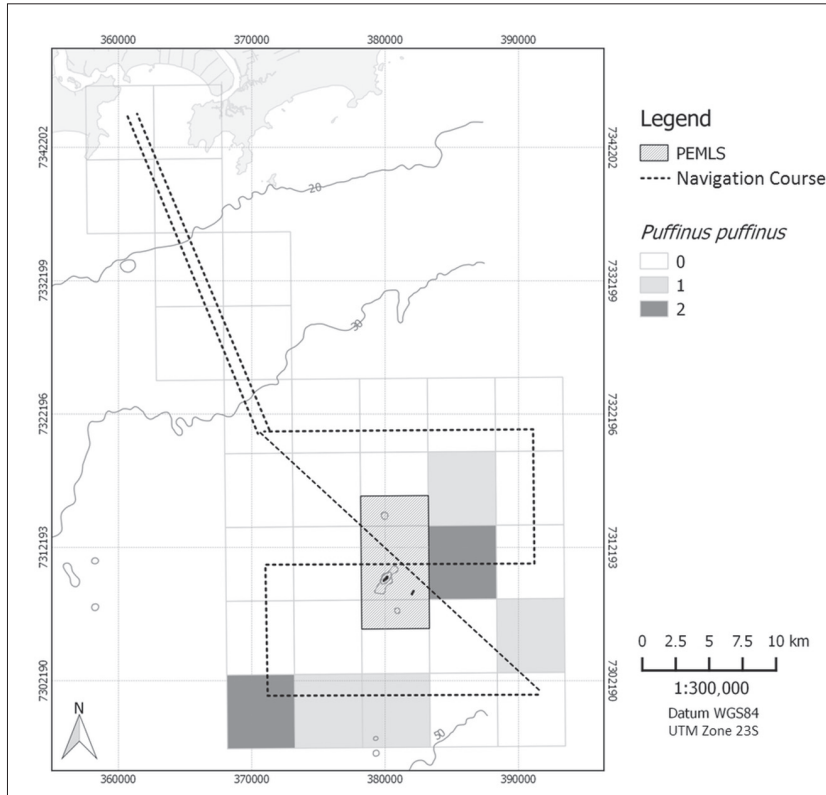 360000 370000 380000 390000
7342202 7342202
7332199 7332199
7322196 7322196
7312193 7312193
7302190 7302190
20
30
50
N
360000 370000 380000 390000
Legend
PEMLS
Navigation Course
Puffinus puffinus
0
1
2
0 2.5 5 7.5 10 km
1:300,000
Datum WGS84
UTM Zone 23S